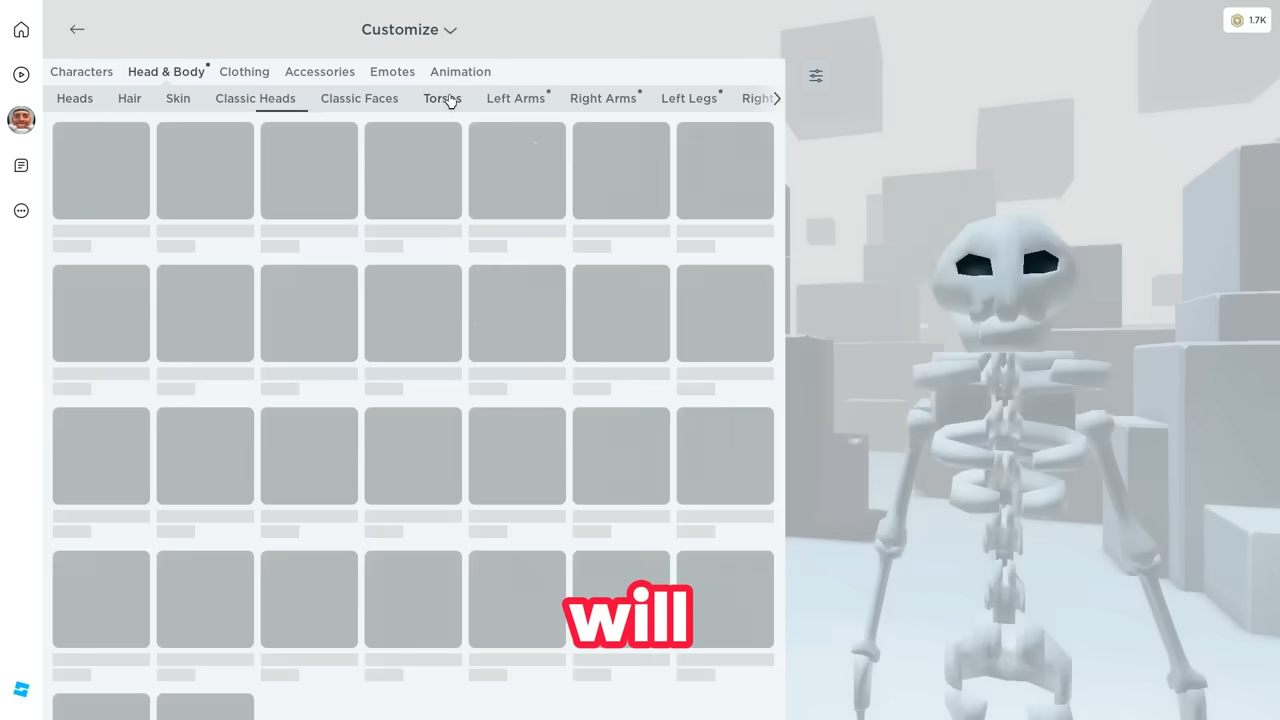 Customize
1.7K
Characters Head & Body Clothing Accessories Emotes Animation
Heads Hair Skin Classic Heads Classic Faces Torsos Left Arms Right Arms Left Legs Right
will